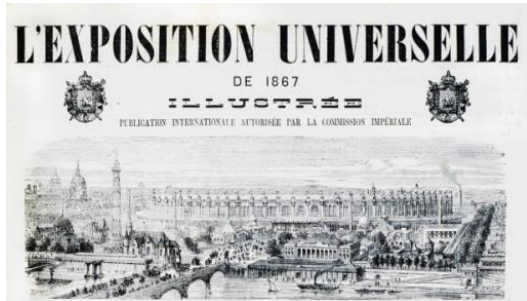 L'EXPOSITION UNIVERSELLE
DE 1867
ILLUSTRÉE
PUBLICATION INTERNATIONALE AUTORISÉE PAR LA COMMISSION IMPÉRIALE